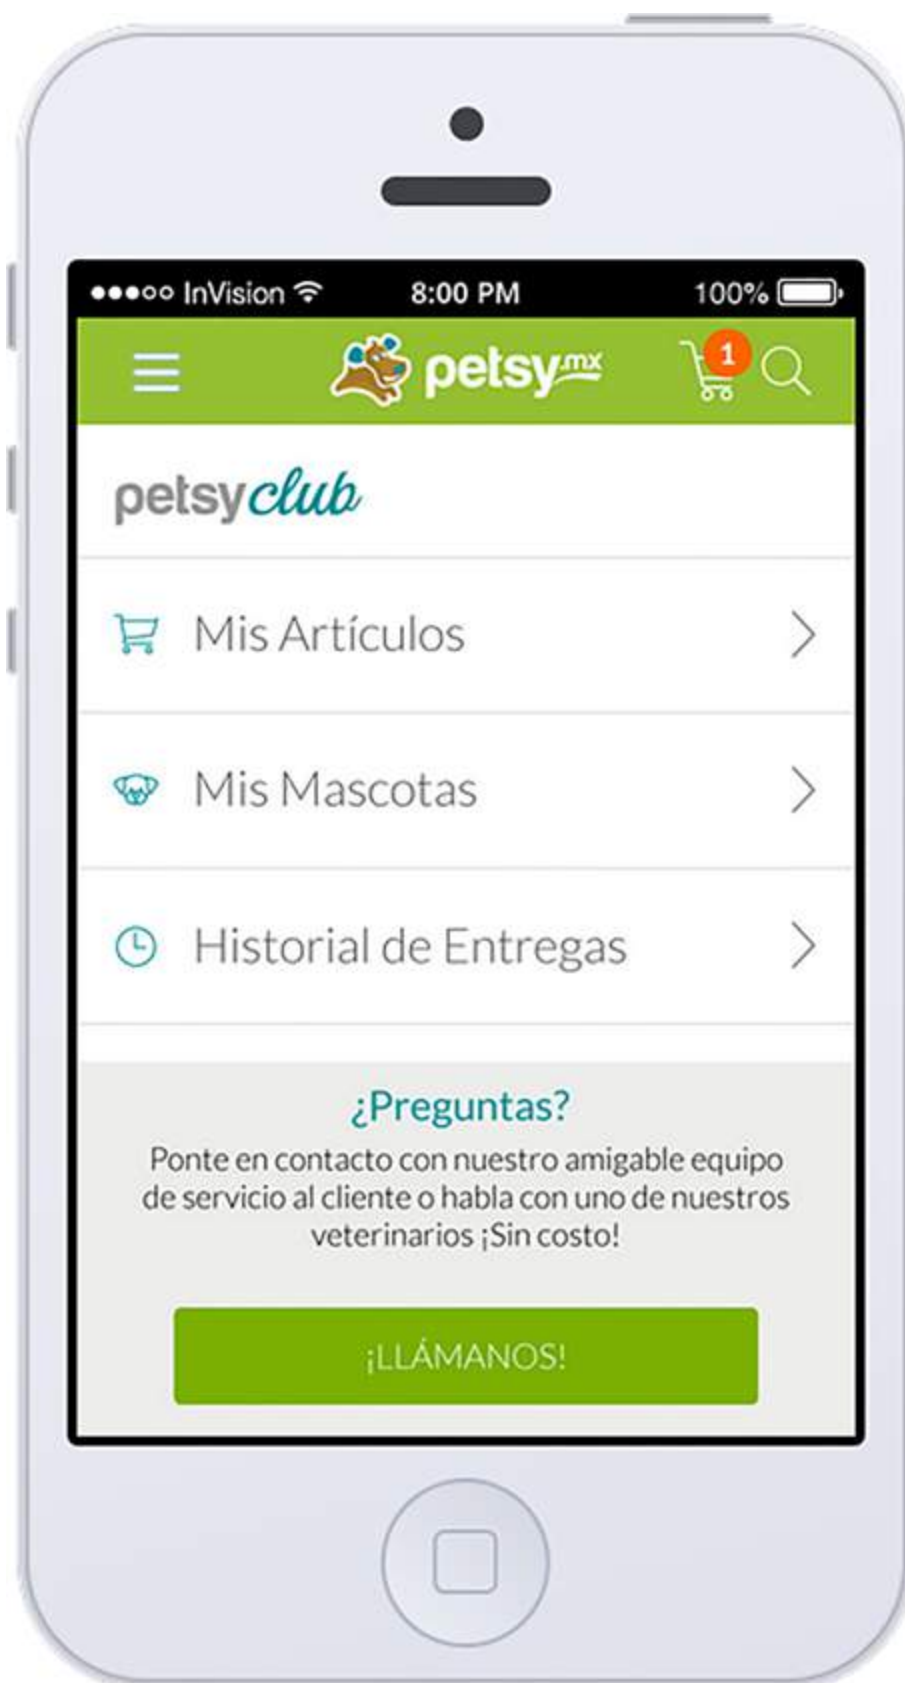 InVision 8:00 PM 100%
petsy.mx 1
petsyclub
Mis Artículos
Mis Mascotas
Historial de Entregas
¿Preguntas?
Ponte en contacto con nuestro amigable equipo
de servicio al cliente o habla con uno de nuestros
veterinarios ¡Sin costo!
¡LLÁMANOS!